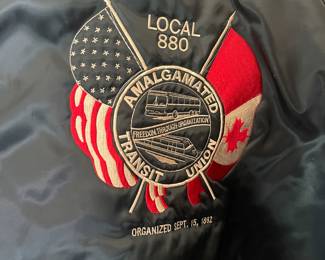 LOCAL
880
AMALGAMATED
FREEDOM THROUGH ORGANIZATION
TRANSIT UNION
ORGANIZED SEPT. 15, 1892